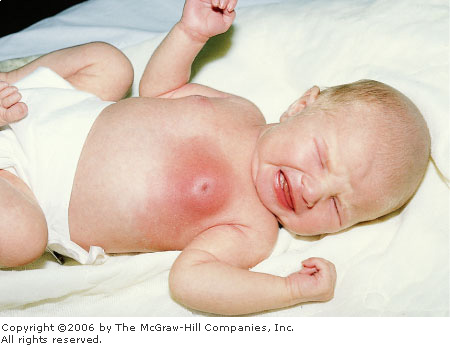 Copyright ©2006 by The McGraw-Hill Companies, Inc.
All rights reserved.